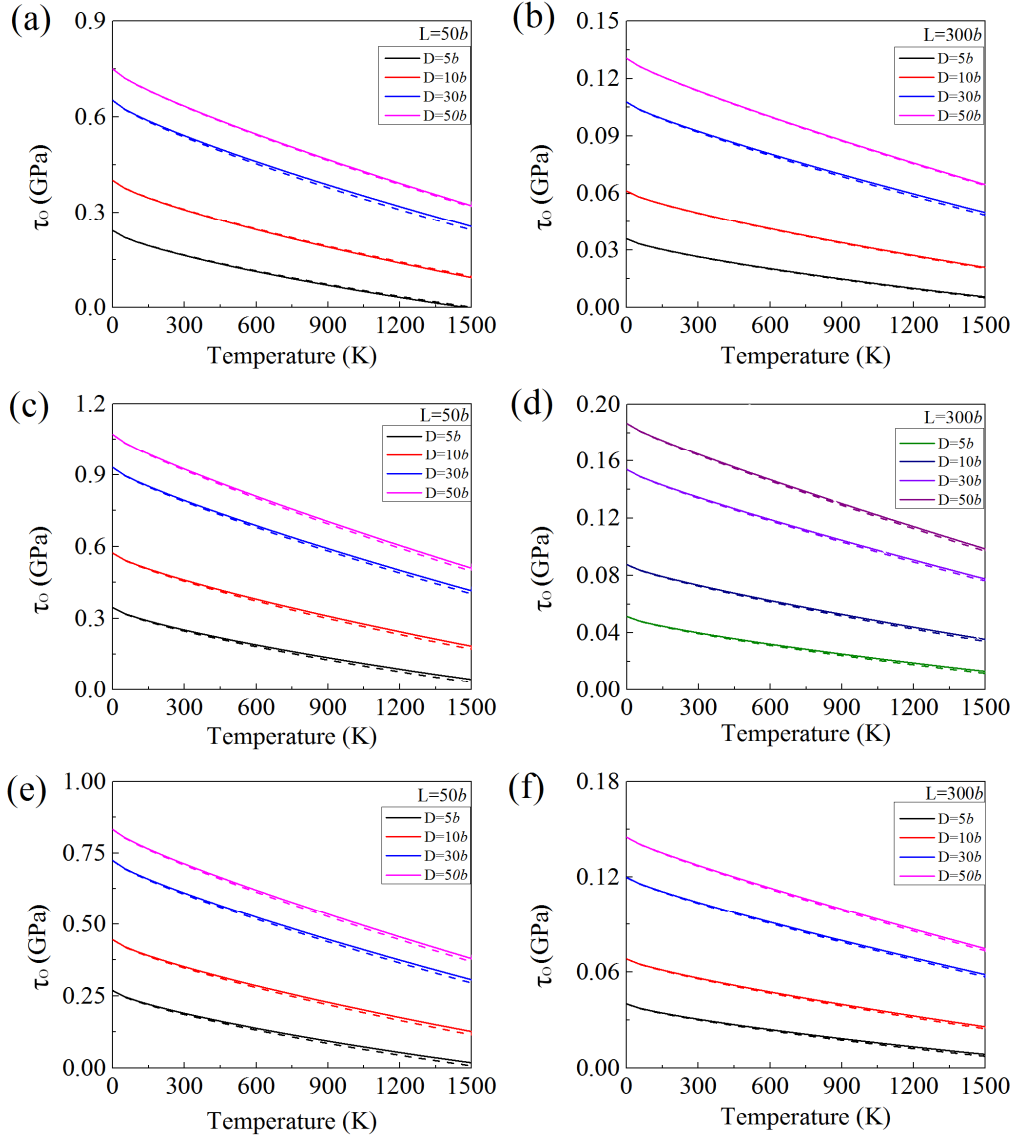 (a)
0.9
0.6
0.3
0.0
τ₀ (GPa)
L=50b
D=5b
D=10b
D=30b
D=50b
0 300 600 900 1200 1500
Temperature (K)
(b)
0.15
0.12
0.09
0.06
0.03
0.00
τ₀ (GPa)
L=300b
D=5b
D=10b
D=30b
D=50b
0 300 600 900 1200 1500
Temperature (K)
(c)
1.2
0.9
0.6
0.3
0.0
τ₀ (GPa)
L=50b
D=5b
D=10b
D=30b
D=50b
0 300 600 900 1200 1500
Temperature (K)
(d)
0.20
0.16
0.12
0.08
0.04
0.00
τ₀ (GPa)
L=300b
D=5b
D=10b
D=30b
D=50b
0 300 600 900 1200 1500
Temperature (K)
(e)
1.00
0.75
0.50
0.25
0.00
τ₀ (GPa)
L=50b
D=5b
D=10b
D=30b
D=50b
0 300 600 900 1200 1500
Temperature (K)
(f)
0.18
0.12
0.06
0.00
τ₀ (GPa)
L=300b
D=5b
D=10b
D=30b
D=50b
0 300 600 900 1200 1500
Temperature (K)